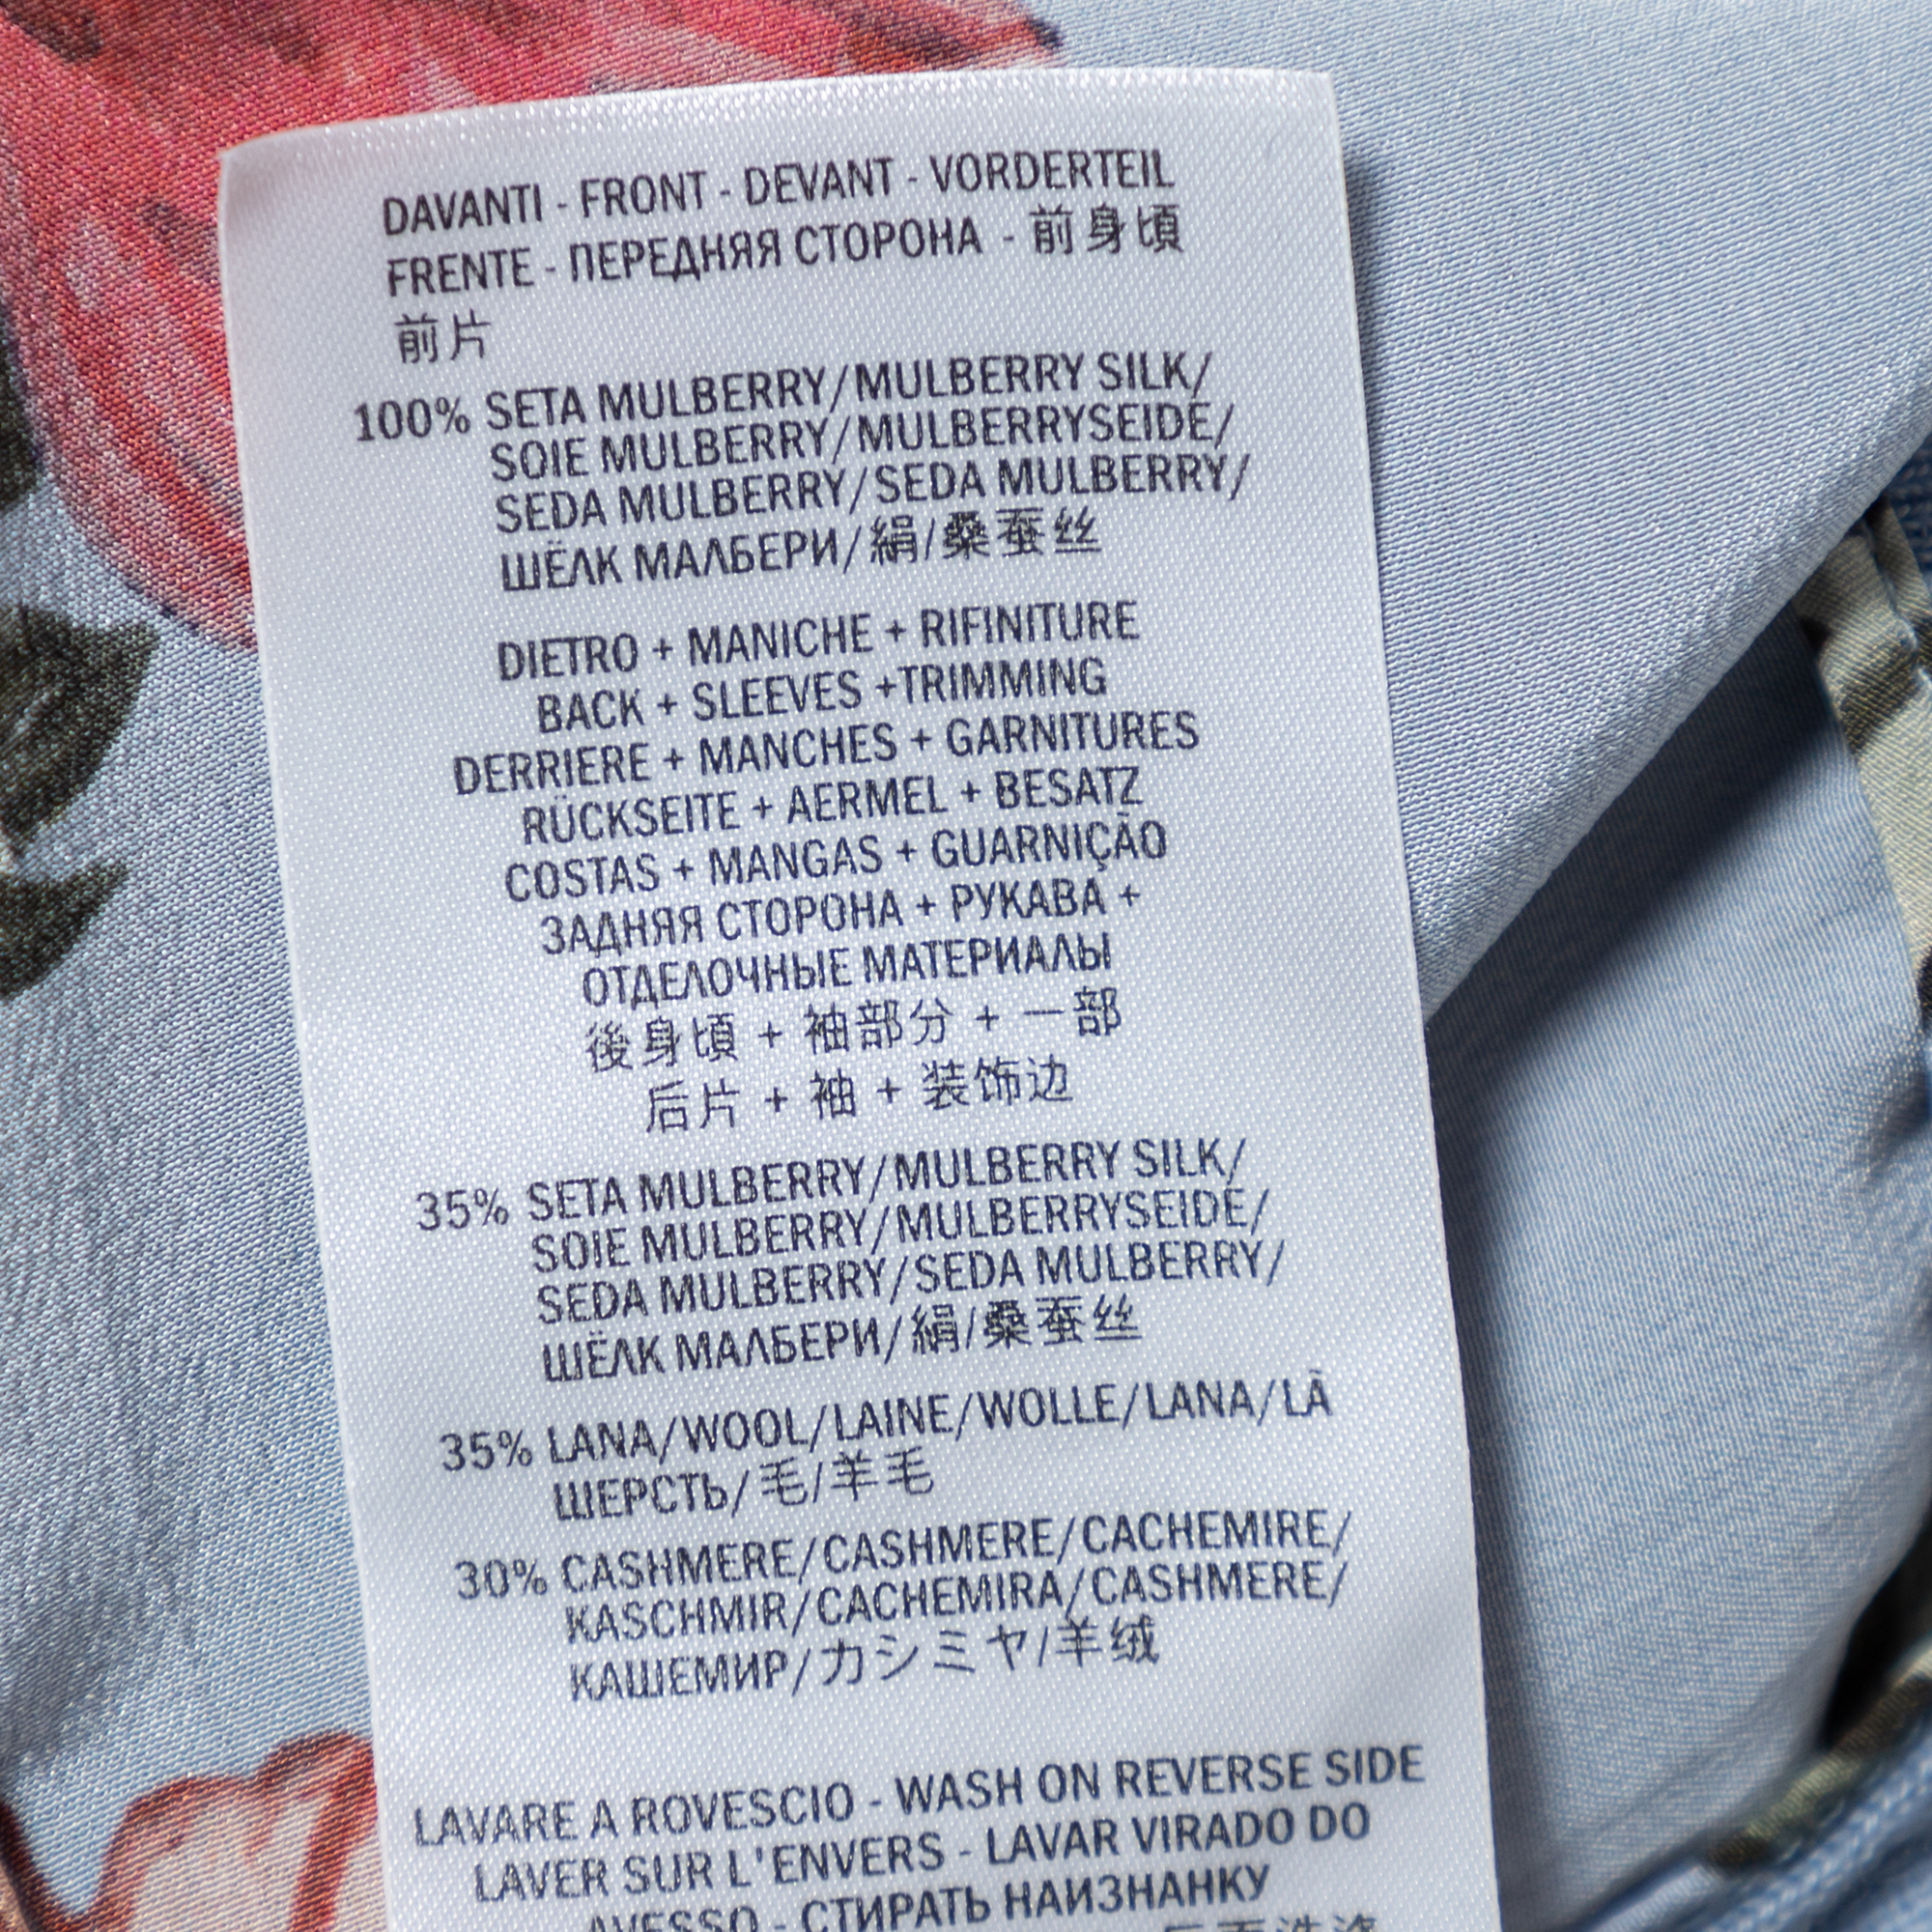 DAVANTI - FRONT - DEVANT - VORDERTEIL
FRENTE - ПЕРЕДНЯЯ СТОРОНА - 前身頃
前片
100% SETA MULBERRY/MULBERRY SILK/
SOIE MULBERRY/MULBERRYSEIDE/
SEDA MULBERRY/SEDA MULBERRY/
ШЁЛК МАЛБЕРИ/絹/桑蚕丝
DIETRO + MANICHE + RIFINITURE
BACK + SLEEVES +TRIMMING
DERRIERE + MANCHES + GARNITURES
RÜCKSEITE + AERMEL + BESATZ
COSTAS + MANGAS + GUARNIÇÃO
ЗАДНЯЯ СТОРОНА + РУКАВА +
ОТДЕЛОЧНЫЕ МАТЕРИАЛЫ
後身頃 + 袖部分 + 一部
后片 + 袖 + 装饰边
35% SETA MULBERRY/MULBERRY SILK/
SOIE MULBERRY/MULBERRYSEIDE/
SEDA MULBERRY/SEDA MULBERRY/
ШЁЛК МАЛБЕРИ/絹/桑蚕丝
35% LANA/WOOL/LAINE/WOLLE/LANA/LÃ
ШЕРСТЬ/毛/羊毛
30% CASHMERE/CASHMERE/CACHEMIRE/
KASCHMIR/CACHEMIRA/CASHMERE/
КАШЕМИР/カシミヤ/羊绒
LAVARE A ROVESCIO - WASH ON REVERSE SIDE
LAVER SUR L'ENVERS - LAVAR VIRADO DO
AVESSO - СТИРАТЬ НАИЗНАНКУ